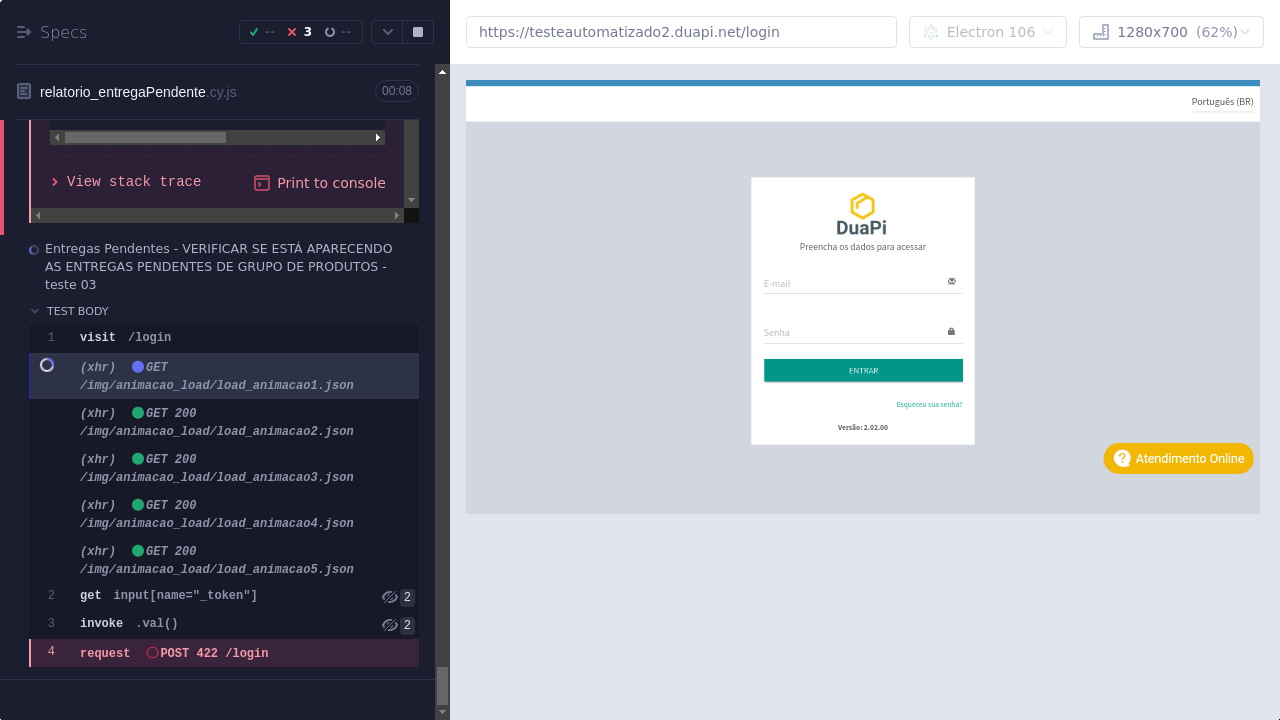 Specs
--
3
--
https://testeautomatizado2.duapi.net/login
Electron 106
1280x700 (62%)
relatorio_entregaPendente.cy.js
00:08
View stack trace
Print to console
Entregas Pendentes - VERIFICAR SE ESTÁ APARECENDO
AS ENTREGAS PENDENTES DE GRUPO DE PRODUTOS -
teste 03
TEST BODY
1 visit /login
(xhr) GET
/img/animacao_load/load_animacao1.json
(xhr) GET 200
/img/animacao_load/load_animacao2.json
(xhr) GET 200
/img/animacao_load/load_animacao3.json
(xhr) GET 200
/img/animacao_load/load_animacao4.json
(xhr) GET 200
/img/animacao_load/load_animacao5.json
2 get input[name="_token"] 2
3 invoke .val() 2
4 request POST 422 /login
Português (BR)
DuaPi
Preencha os dados para acessar
E-mail
Senha
ENTRAR
Esqueceu sua senha?
Versão: 2.02.00
Atendimento Online